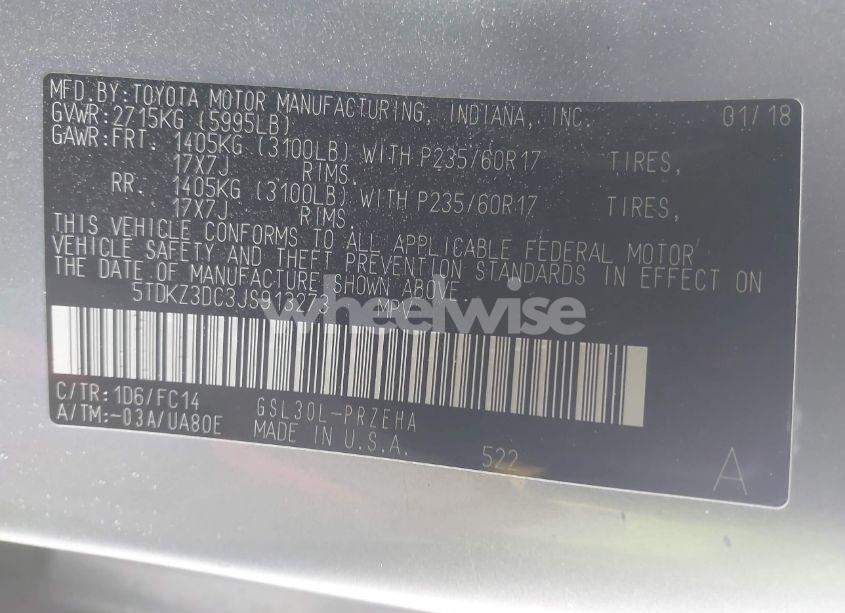 MFD. BY: TOYOTA MOTOR MANUFACTURING, INDIANA, INC. 01/18
GVWR: 2715KG (5995LB)
GAWR: FRT. 1405KG (3100LB) WITH P235/60R17 TIRES,
17X7J RIMS.
RR. 1405KG (3100LB) WITH P235/60R17 TIRES,
17X7J RIMS.
THIS VEHICLE CONFORMS TO ALL APPLICABLE FEDERAL MOTOR
VEHICLE SAFETY AND THEFT PREVENTION STANDARDS IN EFFECT ON
THE DATE OF MANUFACTURE SHOWN ABOVE.
5TDKZ3DC3JS913273 MPV
wheelwise
C/TR: 1D6/FC14 GSL30L-PRZEHA
A/TM: -03A/UA80E MADE IN U.S.A. 522 A